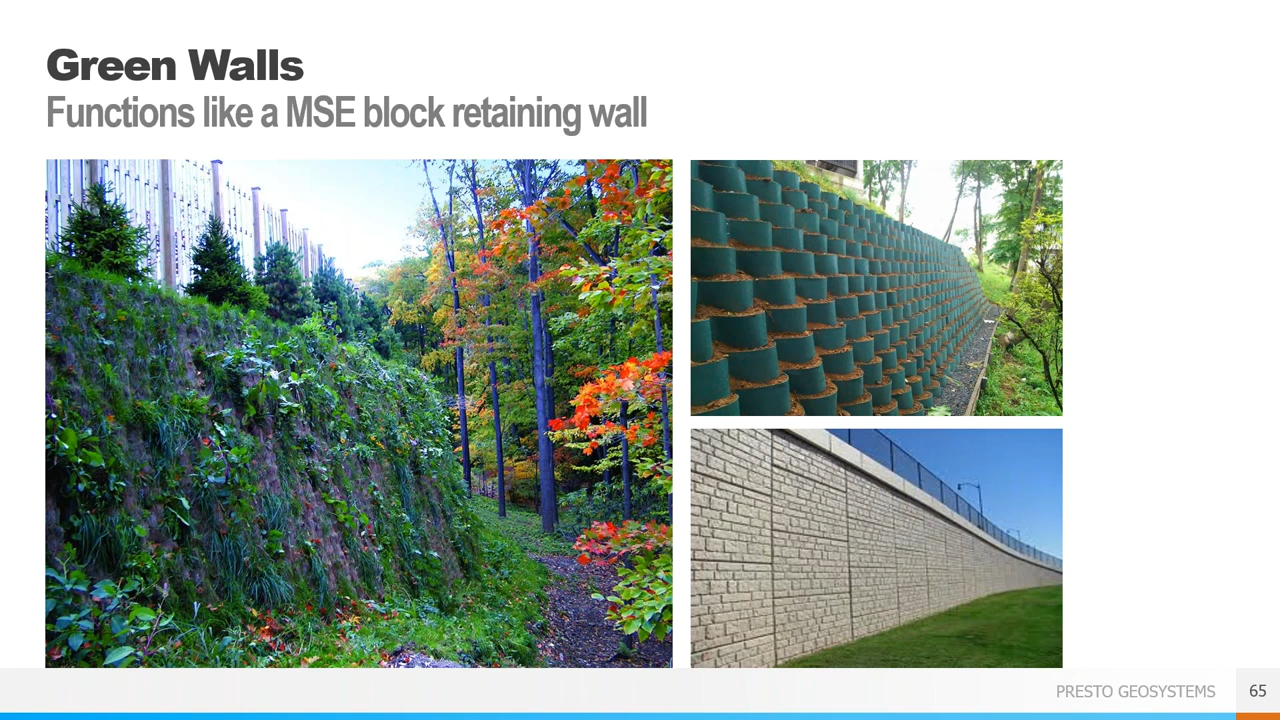 Green Walls
Functions like a MSE block retaining wall
PRESTO GEOSYSTEMS
65